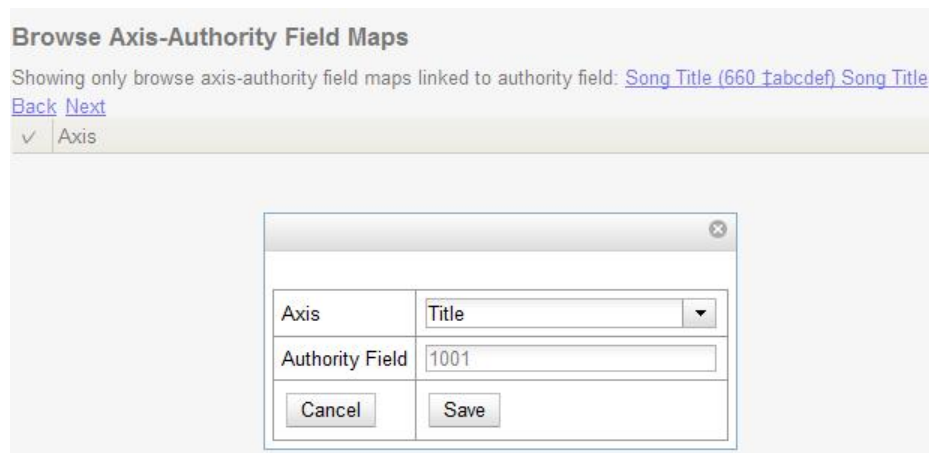 Browse Axis-Authority Field Maps
Showing only browse axis-authority field maps linked to authority field: Song Title (660 ‡abcdef) Song Title
Back Next
✓ Axis
Axis Title
Authority Field 1001
Cancel Save